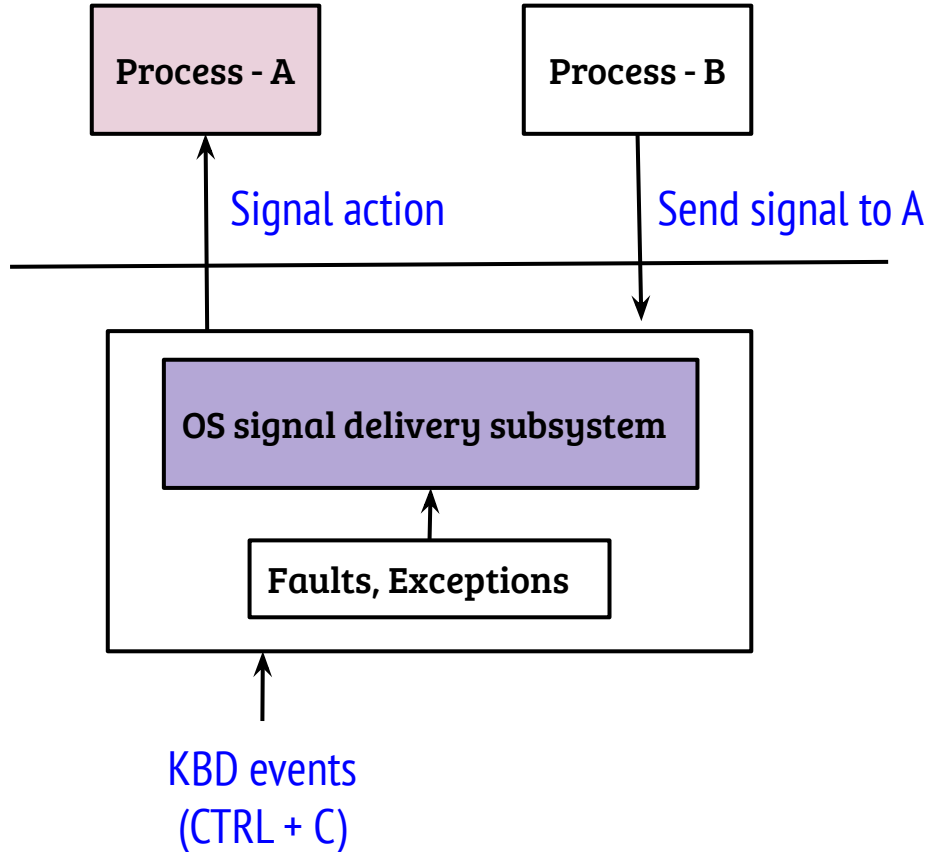 Process - A
Process - B
Signal action
Send signal to A
OS signal delivery subsystem
Faults, Exceptions
KBD events
(CTRL + C)